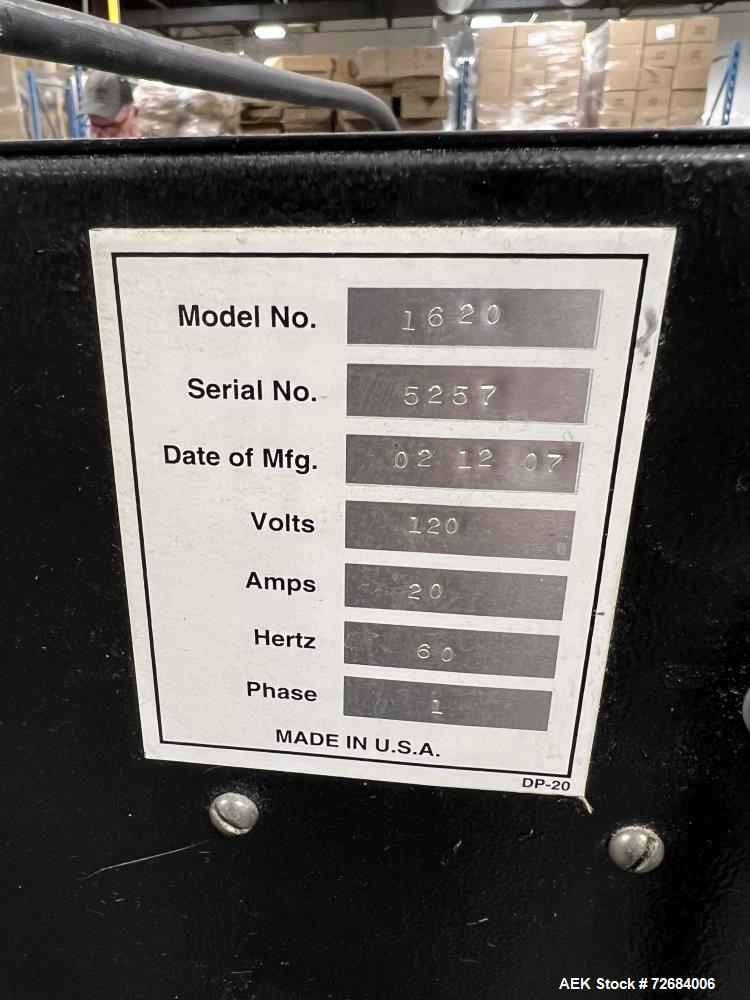 Model No. 1620
Serial No. 5257
Date of Mfg. 02 12 07
Volts 120
Amps 20
Hertz 60
Phase 1
MADE IN U.S.A.
DP-20
AEK Stock # 72684006